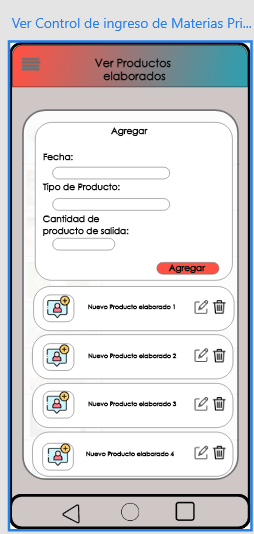 Ver Control de ingreso de Materias Pri...
Ver Productos
elaborados
Agregar
Fecha:
Tipo de Producto:
Cantidad de
producto de salida:
Agregar
Nuevo Producto elaborado 1
Nuevo Producto elaborado 2
Nuevo Producto elaborado 3
Nuevo Producto elaborado 4